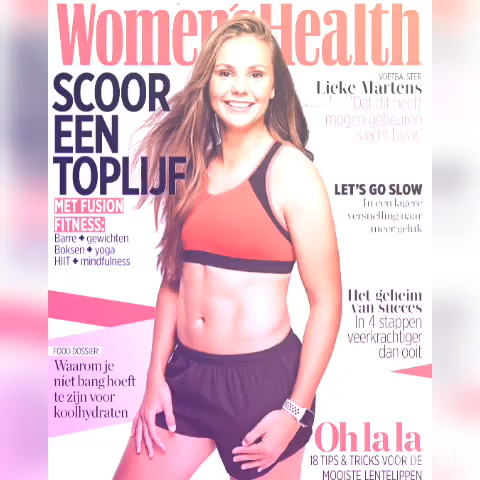 Women's Health
SCOOR
EEN
TOPLIJF
MET FUSION
FITNESS:
Barre + gewichten
Boksen + yoga
HIIT + mindfulness
VOETBALSTER
Lieke Martens
'Dat dit heeft
mogen gebeuren
is echt bizar'
LET'S GO SLOW
In een lagere
versnelling naar
meer geluk
Het geheim
van succes
In 4 stappen
veerkrachtiger
dan ooit
FOOD DOSSIER:
Waarom je
niet bang hoeft
te zijn voor
koolhydraten
Oh la la
18 TIPS & TRICKS VOOR DE
MOOISTE LENTELIPPEN